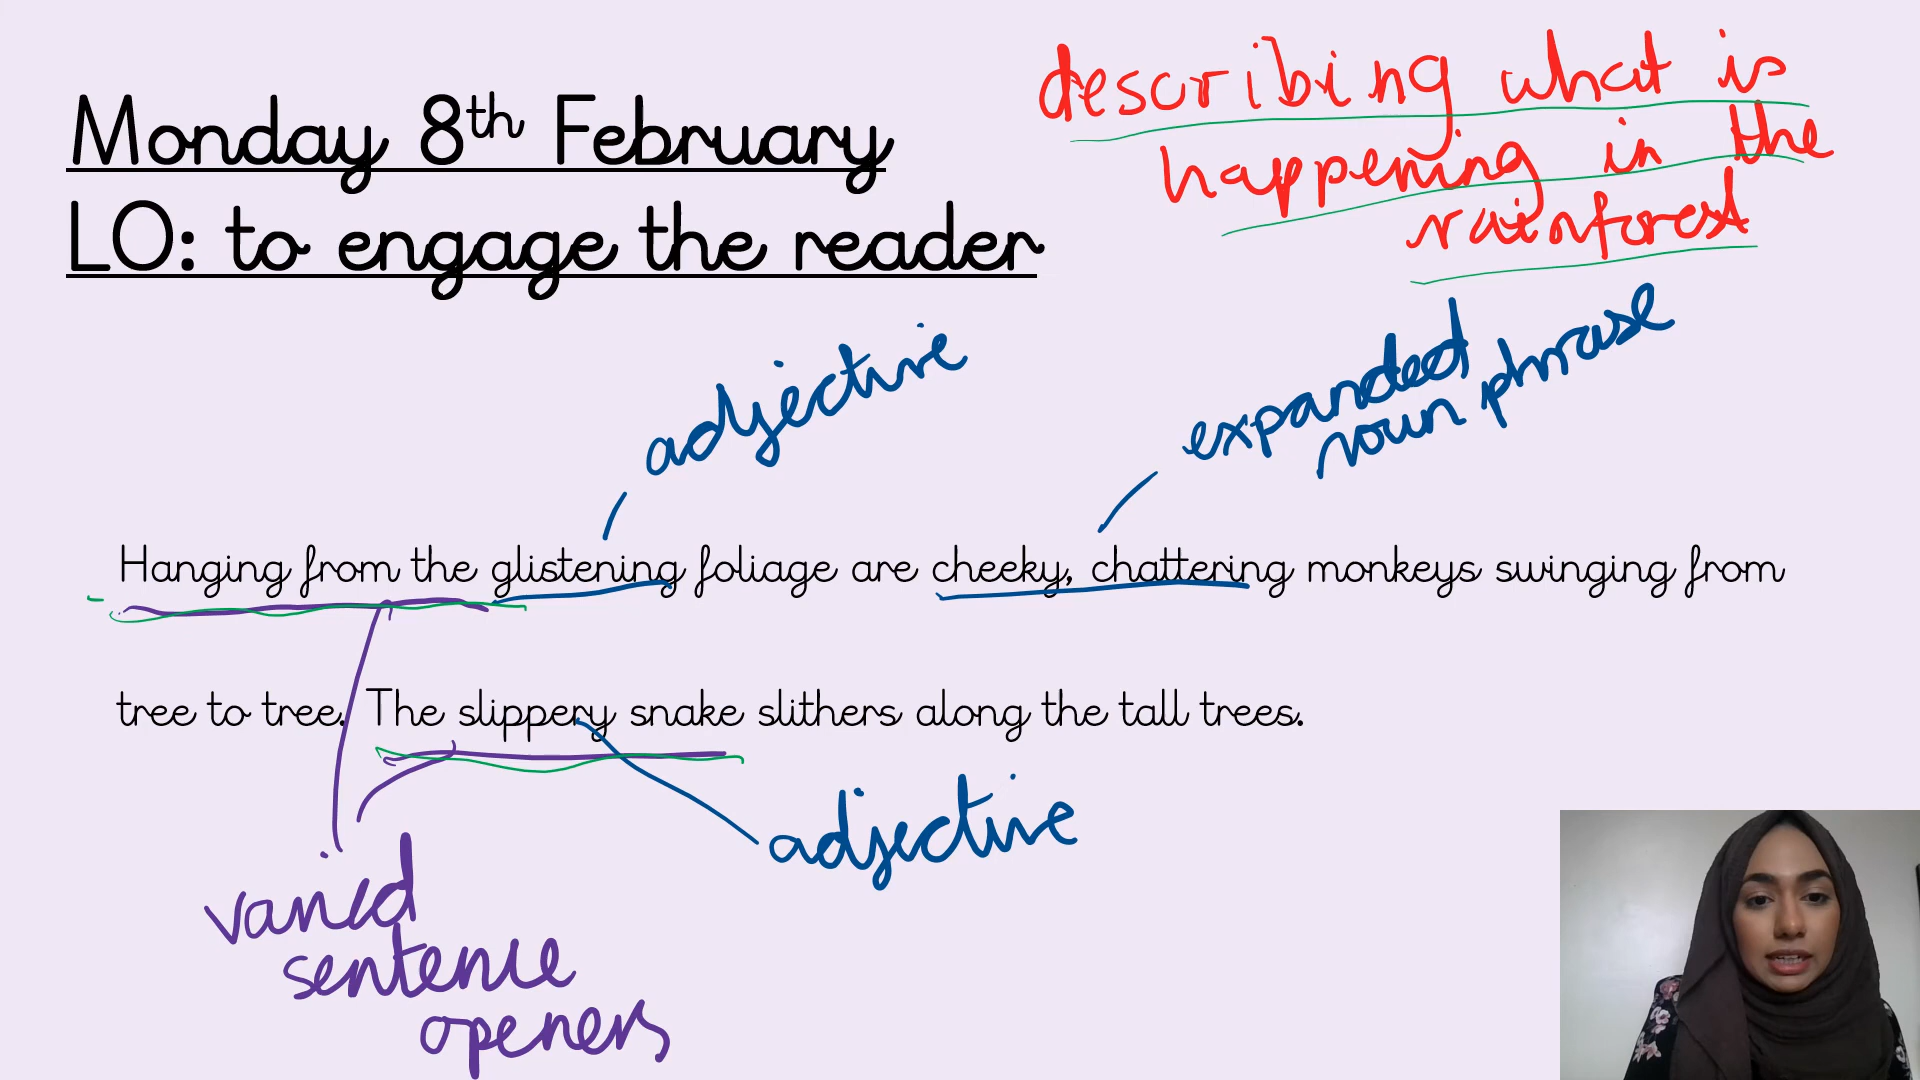 Monday 8th February
LO: to engage the reader
describing what is
happening in the
rainforest
adjective
expanded
noun phrase
Hanging from the glistening foliage are cheeky, chattering monkeys swinging from
tree to tree. The slippery snake slithers along the tall trees.
adjective
varied
sentence
openers